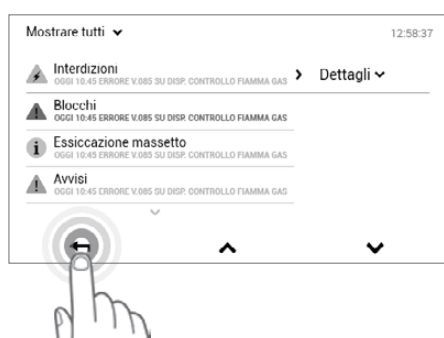 Mostrare tutti
12:58:37
Interdizioni
OGGI 10:45 ERRORE V.085 SU DISP. CONTROLLO FIAMMA GAS
Dettagli
Blocchi
OGGI 10:45 ERRORE V.085 SU DISP. CONTROLLO FIAMMA GAS
Essiccazione massetto
OGGI 10:45 ERRORE V.085 SU DISP. CONTROLLO FIAMMA GAS
Avvisi
OGGI 10:45 ERRORE V.085 SU DISP. CONTROLLO FIAMMA GAS